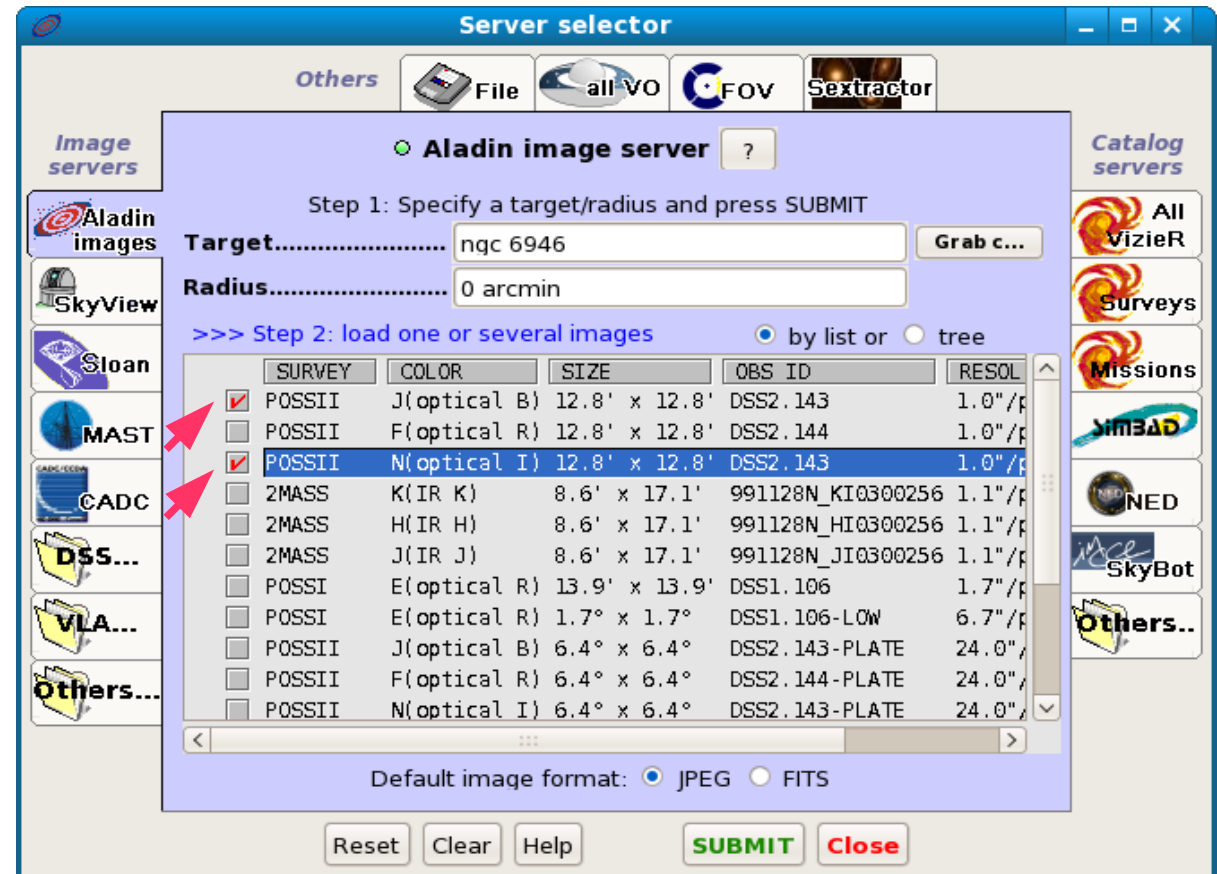 Server selector
Others
File
all VO
FOV
Sextractor
Image
servers
Catalog
servers
Aladin image server ?
Step 1: Specify a target/radius and press SUBMIT
Target........................ ngc 6946 Grab c...
Radius......................... 0 arcmin
>>> Step 2: load one or several images by list or tree
SURVEY COLOR SIZE OBS ID RESOL
POSSII J(optical B) 12.8' x 12.8' DSS2.143 1.0"/p
POSSII F(optical R) 12.8' x 12.8' DSS2.144 1.0"/p
POSSII N(optical I) 12.8' x 12.8' DSS2.143 1.0"/p
2MASS K(IR K) 8.6' x 17.1' 991128N_KI0300256 1.1"/p
2MASS H(IR H) 8.6' x 17.1' 991128N_HI0300256 1.1"/p
2MASS J(IR J) 8.6' x 17.1' 991128N_JI0300256 1.1"/p
POSSI E(optical R) 13.9' x 13.9' DSS1.106 1.7"/p
POSSI E(optical R) 1.7° x 1.7° DSS1.106-LOW 6.7"/p
POSSII J(optical B) 6.4° x 6.4° DSS2.143-PLATE 24.0"/
POSSII F(optical R) 6.4° x 6.4° DSS2.144-PLATE 24.0"/
POSSII N(optical I) 6.4° x 6.4° DSS2.143-PLATE 24.0"/
Default image format: JPEG FITS
Reset Clear Help SUBMIT Close
Aladin
images
SkyView
Sloan
MAST
CADC/CCDA
CADC
DSS...
VLA...
Others...
All
VizieR
Surveys
Missions
SIMBAD
NED
NED
imcce
SkyBot
Others..